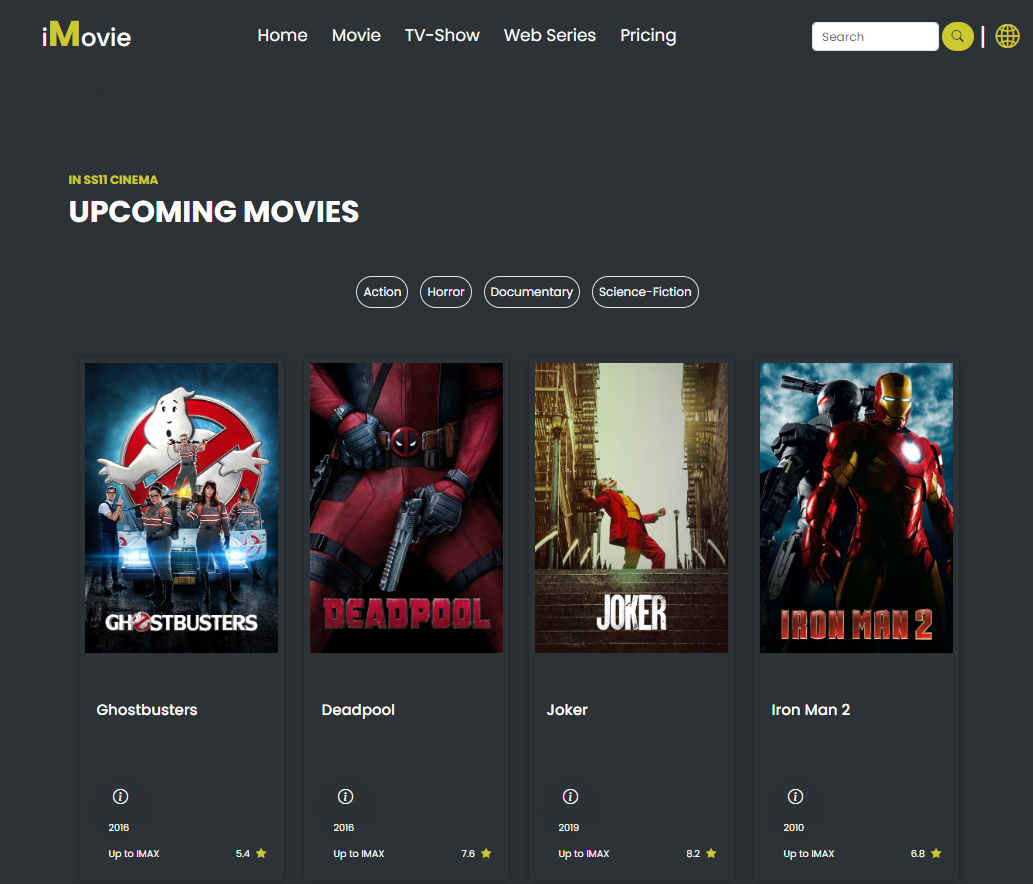 iMovie Home Movie TV-Show Web Series Pricing Search |
IN SS11 CINEMA
UPCOMING MOVIES
Action Horror Documentary Science-Fiction
GHOSTBUSTERS DEADPOOL JOKER IRON MAN 2
Ghostbusters Deadpool Joker Iron Man 2
2016 2016 2019 2010
Up to IMAX 5.4 Up to IMAX 7.6 Up to IMAX 8.2 Up to IMAX 6.8